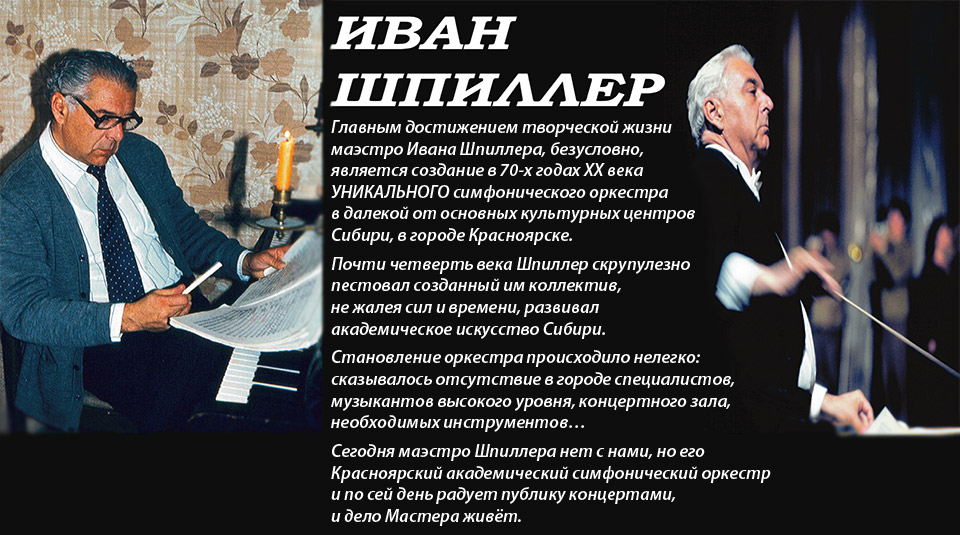 ИВАН
ШПИЛЛЕР
Главным достижением творческой жизни
маэстро Ивана Шпиллера, безусловно,
является создание в 70-х годах XX века
УНИКАЛЬНОГО симфонического оркестра
в далекой от основных культурных центров
Сибири, в городе Красноярске.
Почти четверть века Шпиллер скрупулезно
пестовал созданный им коллектив,
не жалея сил и времени, развивал
академическое искусство Сибири.
Становление оркестра происходило нелегко:
сказывалось отсутствие в городе специалистов,
музыкантов высокого уровня, концертного зала,
необходимых инструментов…
Сегодня маэстро Шпиллера нет с нами, но его
Красноярский академический симфонический оркестр
и по сей день радует публику концертами,
и дело Мастера живёт.